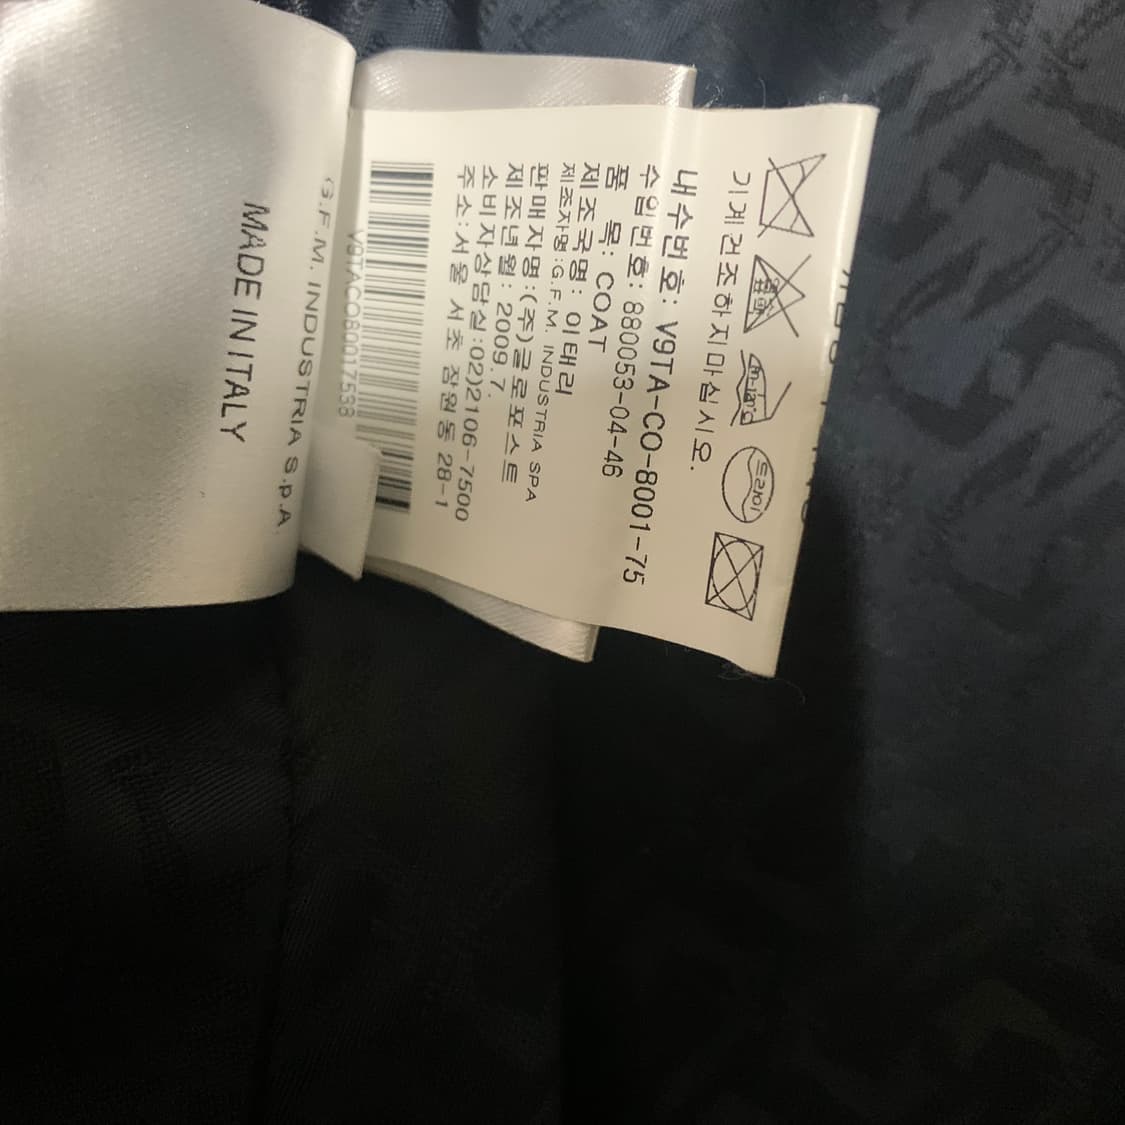 기계건조하지마십시오.
드라이
내수번호: V9TA-CO-8001-75
수입번호: 880053-04-46
품 목: COAT
제조국명: 이태리
제조자명:G.F.M. INDUSTRIA SPA
판매자명:(주)글로포스트
제조년월: 2009.7.
소비자상담실:02)2106-7500
주소:서울 서초 잠원동 28-1
G.F.M. INDUSTRIA S.p.A
MADE IN ITALY